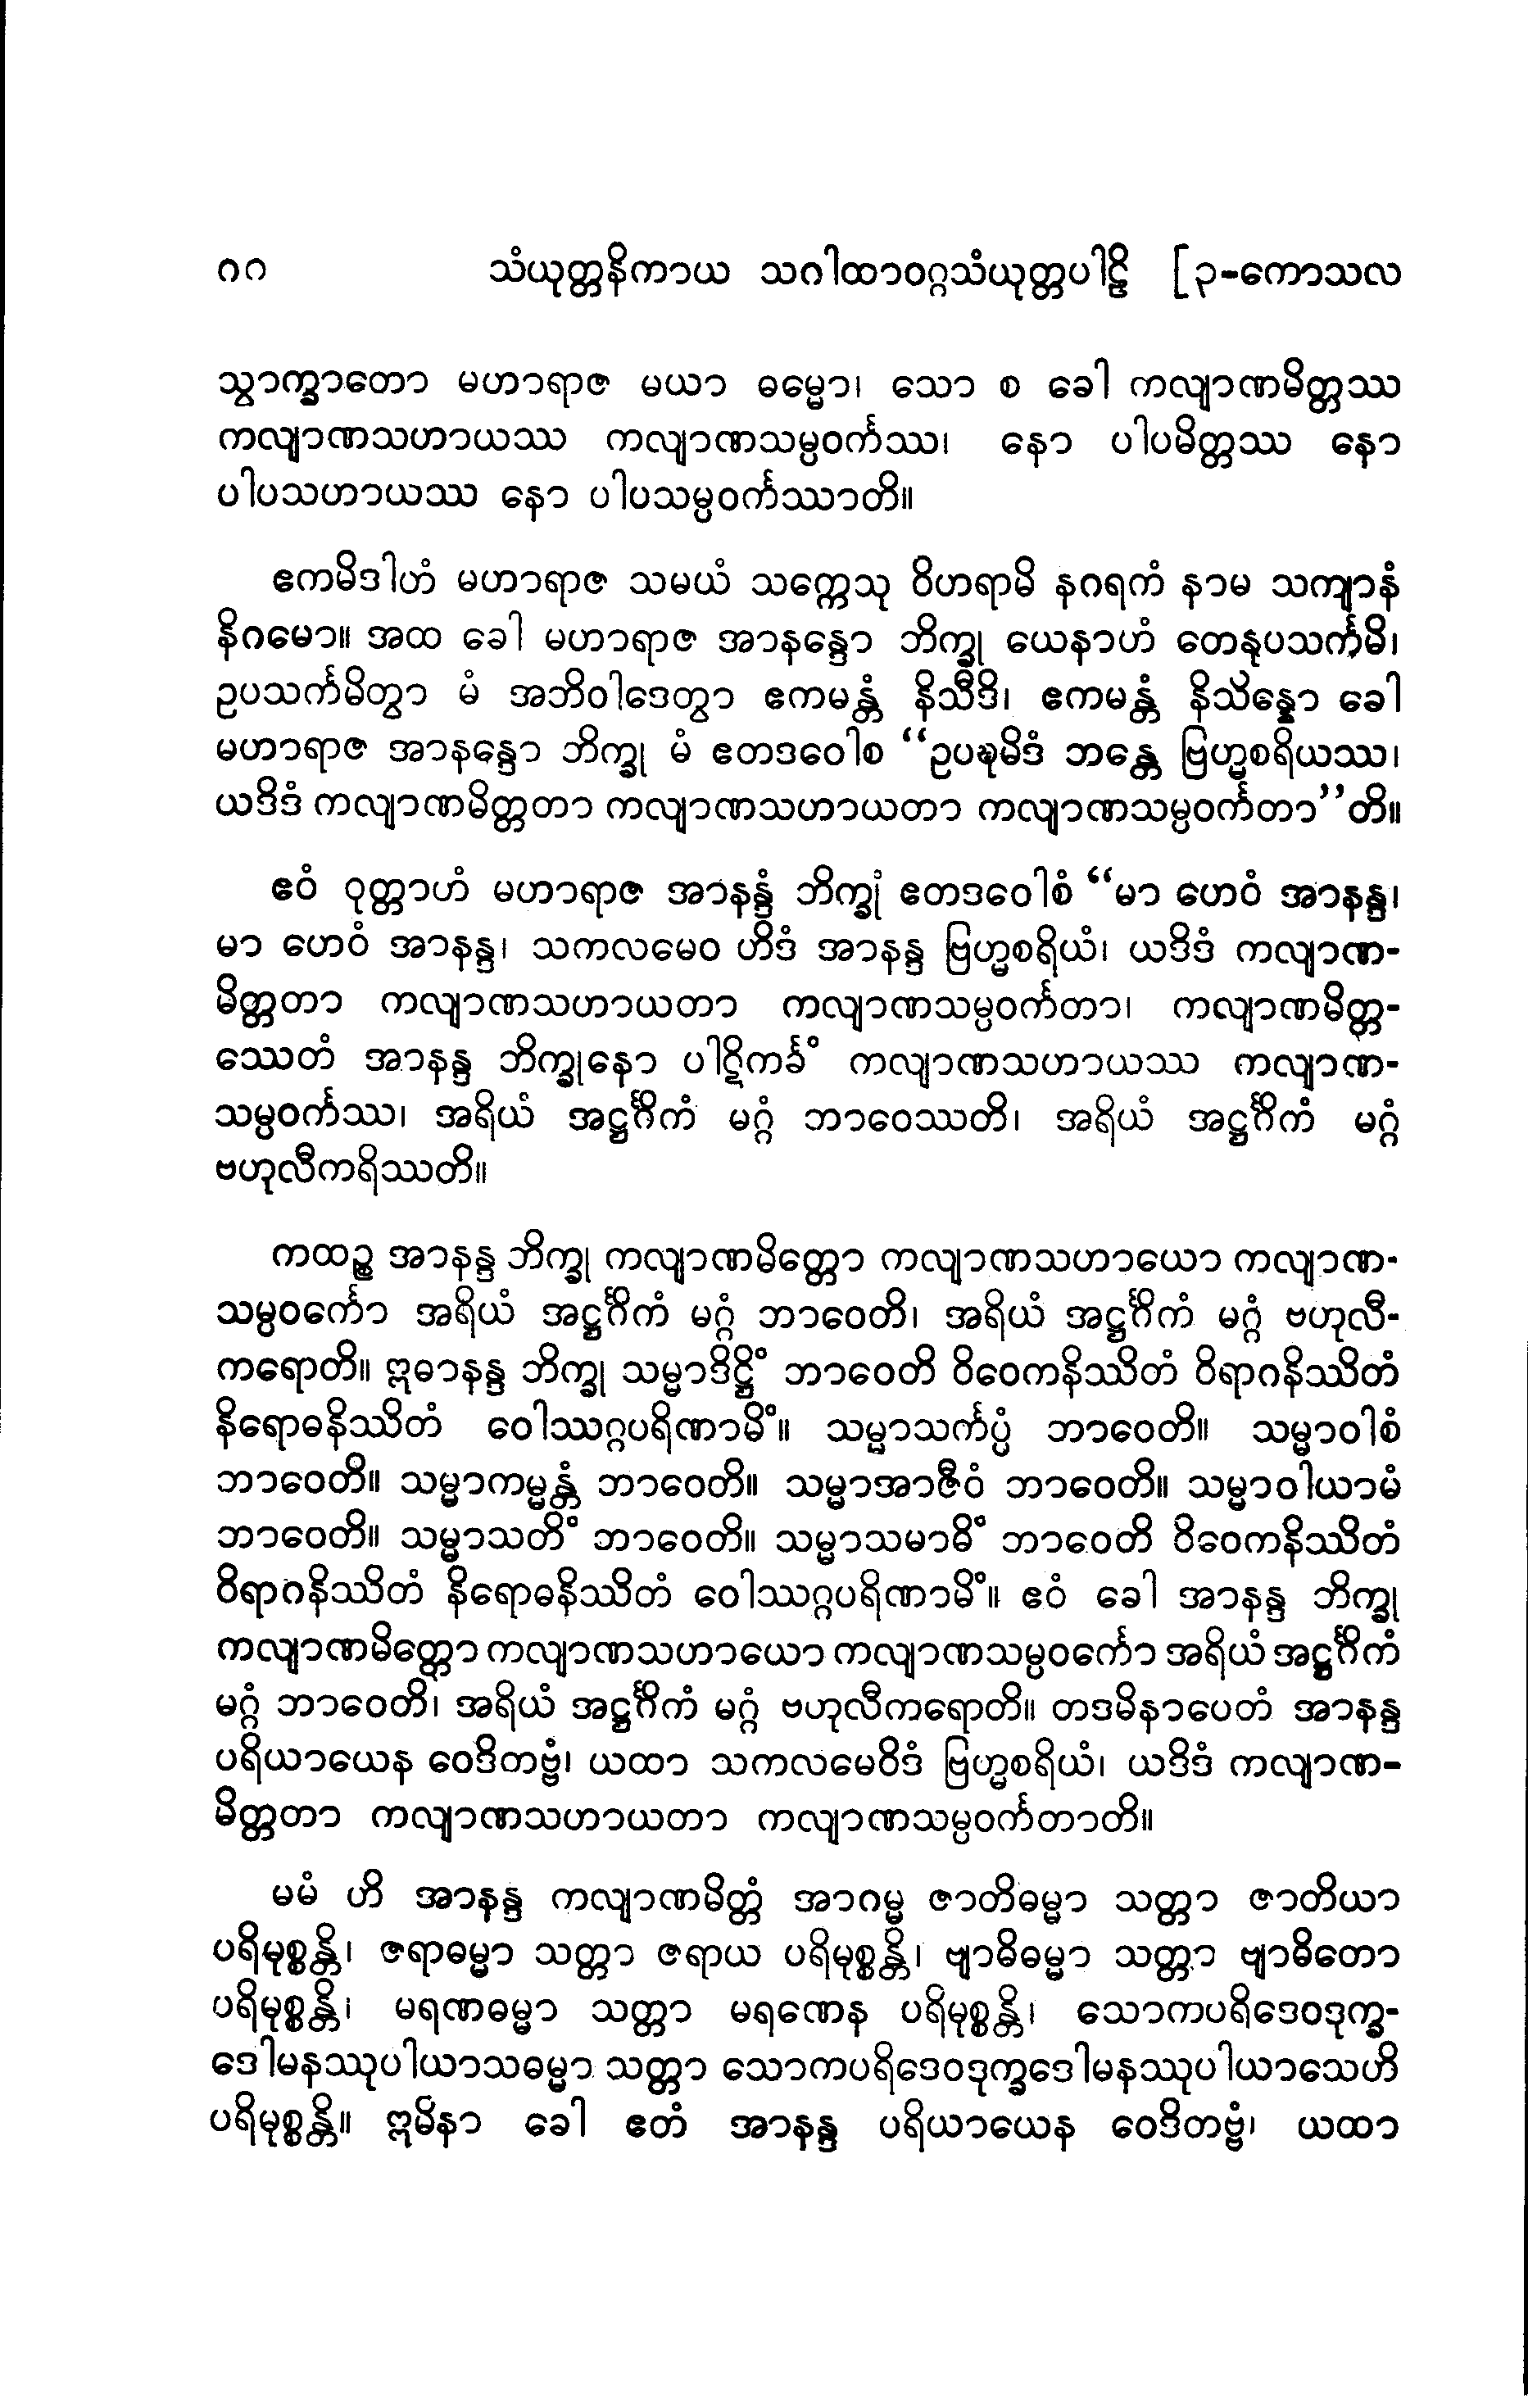 ၈၈ သံယုတ္တနိကာယ သဂါထာဝဂ္ဂသံယုတ္တပါဠိ [၃-ကောသလ
သွာက္ခာတော မဟာရာဇ မယာ ဓမ္မော၊ သော စ ခေါ ကလျာဏမိတ္တဿ
ကလျာဏသဟာယဿ ကလျာဏသမ္ပဝင်္ကဿ၊ နော ပါပမိတ္တဿ နော
ပါပသဟာယဿ နော ပါပသမ္ပဝင်္ကဿာတိ။
ဧကမိဒါဟံ မဟာရာဇ သမယံ သက္ကေသု ဝိဟရာမိ နဂရကံ နာမ သကျာနံ
နိဂမော။ အထ ခေါ မဟာရာဇ အာနန္ဒော ဘိက္ခု ယေနာဟံ တေနုပသင်္ကမိ၊
ဥပသင်္ကမိတွာ မံ အဘိဝါဒေတွာ ဧကမန္တံ နိသီဒိ၊ ဧကမန္တံ နိသိန္နော ခေါ
မဟာရာဇ အာနန္ဒော ဘိက္ခု မံ ဧတဒဝေါစ “ဥပဍ္ဎမိဒံ ဘန္တေ ဗြဟ္မစရိယဿ၊
ယဒိဒံ ကလျာဏမိတ္တတာ ကလျာဏသဟာယတာ ကလျာဏသမ္ပဝင်္ကတာ”တိ။
ဧဝံ ဝုတ္တာဟံ မဟာရာဇ အာနန္ဒံ ဘိက္ခုံ ဧတဒဝေါစံ “မာ ဟေဝံ အာနန္ဒ၊
မာ ဟေဝံ အာနန္ဒ၊ သကလမေဝ ဟိဒံ အာနန္ဒ ဗြဟ္မစရိယံ၊ ယဒိဒံ ကလျာဏ-
မိတ္တတာ ကလျာဏသဟာယတာ ကလျာဏသမ္ပဝင်္ကတာ၊ ကလျာဏမိတ္တ-
ဿေတံ အာနန္ဒ ဘိက္ခုနော ပါဋိကင်္ခံ ကလျာဏသဟာယဿ ကလျာဏ-
သမ္ပဝင်္ကဿ၊ အရိယံ အဋ္ဌင်္ဂိကံ မဂ္ဂံ ဘာဝေဿတိ၊ အရိယံ အဋ္ဌင်္ဂိကံ မဂ္ဂံ
ဗဟုလီကရိဿတိ။
ကထဉ္စ အာနန္ဒ ဘိက္ခု ကလျာဏမိတ္တော ကလျာဏသဟာယော ကလျာဏ-
သမ္ပဝင်္ကော အရိယံ အဋ္ဌင်္ဂိကံ မဂ္ဂံ ဘာဝေတိ၊ အရိယံ အဋ္ဌင်္ဂိကံ မဂ္ဂံ ဗဟုလီ-
ကရောတိ။ ဣဓာနန္ဒ ဘိက္ခု သမ္မာဒိဋ္ဌိံ ဘာဝေတိ ဝိဝေကနိဿိတံ ဝိရာဂနိဿိတံ
နိရောဓနိဿိတံ ဝေါဿဂ္ဂပရိဏာမိံ။ သမ္မာသင်္ကပ္ပံ ဘာဝေတိ။ သမ္မာဝါစံ
ဘာဝေတိ။ သမ္မာကမ္မန္တံ ဘာဝေတိ။ သမ္မာအာဇီဝံ ဘာဝေတိ။ သမ္မာဝါယာမံ
ဘာဝေတိ။ သမ္မာသတိံ ဘာဝေတိ။ သမ္မာသမာဓိံ ဘာဝေတိ ဝိဝေကနိဿိတံ
ဝိရာဂနိဿိတံ နိရောဓနိဿိတံ ဝေါဿဂ္ဂပရိဏာမိံ။ ဧဝံ ခေါ အာနန္ဒ ဘိက္ခု
ကလျာဏမိတ္တော ကလျာဏသဟာယော ကလျာဏသမ္ပဝင်္ကော အရိယံ အဋ္ဌင်္ဂိကံ
မဂ္ဂံ ဘာဝေတိ၊ အရိယံ အဋ္ဌင်္ဂိကံ မဂ္ဂံ ဗဟုလီကရောတိ။ တဒမိနာပေတံ အာနန္ဒ
ပရိယာယေန ဝေဒိတဗ္ဗံ၊ ယထာ သကလမေဝိဒံ ဗြဟ္မစရိယံ၊ ယဒိဒံ ကလျာဏ-
မိတ္တတာ ကလျာဏသဟာယတာ ကလျာဏသမ္ပဝင်္ကတာတိ။
မမံ ဟိ အာနန္ဒ ကလျာဏမိတ္တံ အာဂမ္မ ဇာတိဓမ္မာ သတ္တာ ဇာတိယာ
ပရိမုစ္စန္တိ၊ ဇရာဓမ္မာ သတ္တာ ဇရာယ ပရိမုစ္စန္တိ၊ ဗျာဓိဓမ္မာ သတ္တာ ဗျာဓိတော
ပရိမုစ္စန္တိ၊ မရဏဓမ္မာ သတ္တာ မရဏေန ပရိမုစ္စန္တိ၊ သောကပရိဒေဝဒုက္ခ-
ဒေါမနဿုပါယာသဓမ္မာ သတ္တာ သောကပရိဒေဝဒုက္ခဒေါမနဿုပါယာသေဟိ
ပရိမုစ္စန္တိ။ ဣမိနာ ခေါ ဧတံ အာနန္ဒ ပရိယာယေန ဝေဒိတဗ္ဗံ၊ ယထာ